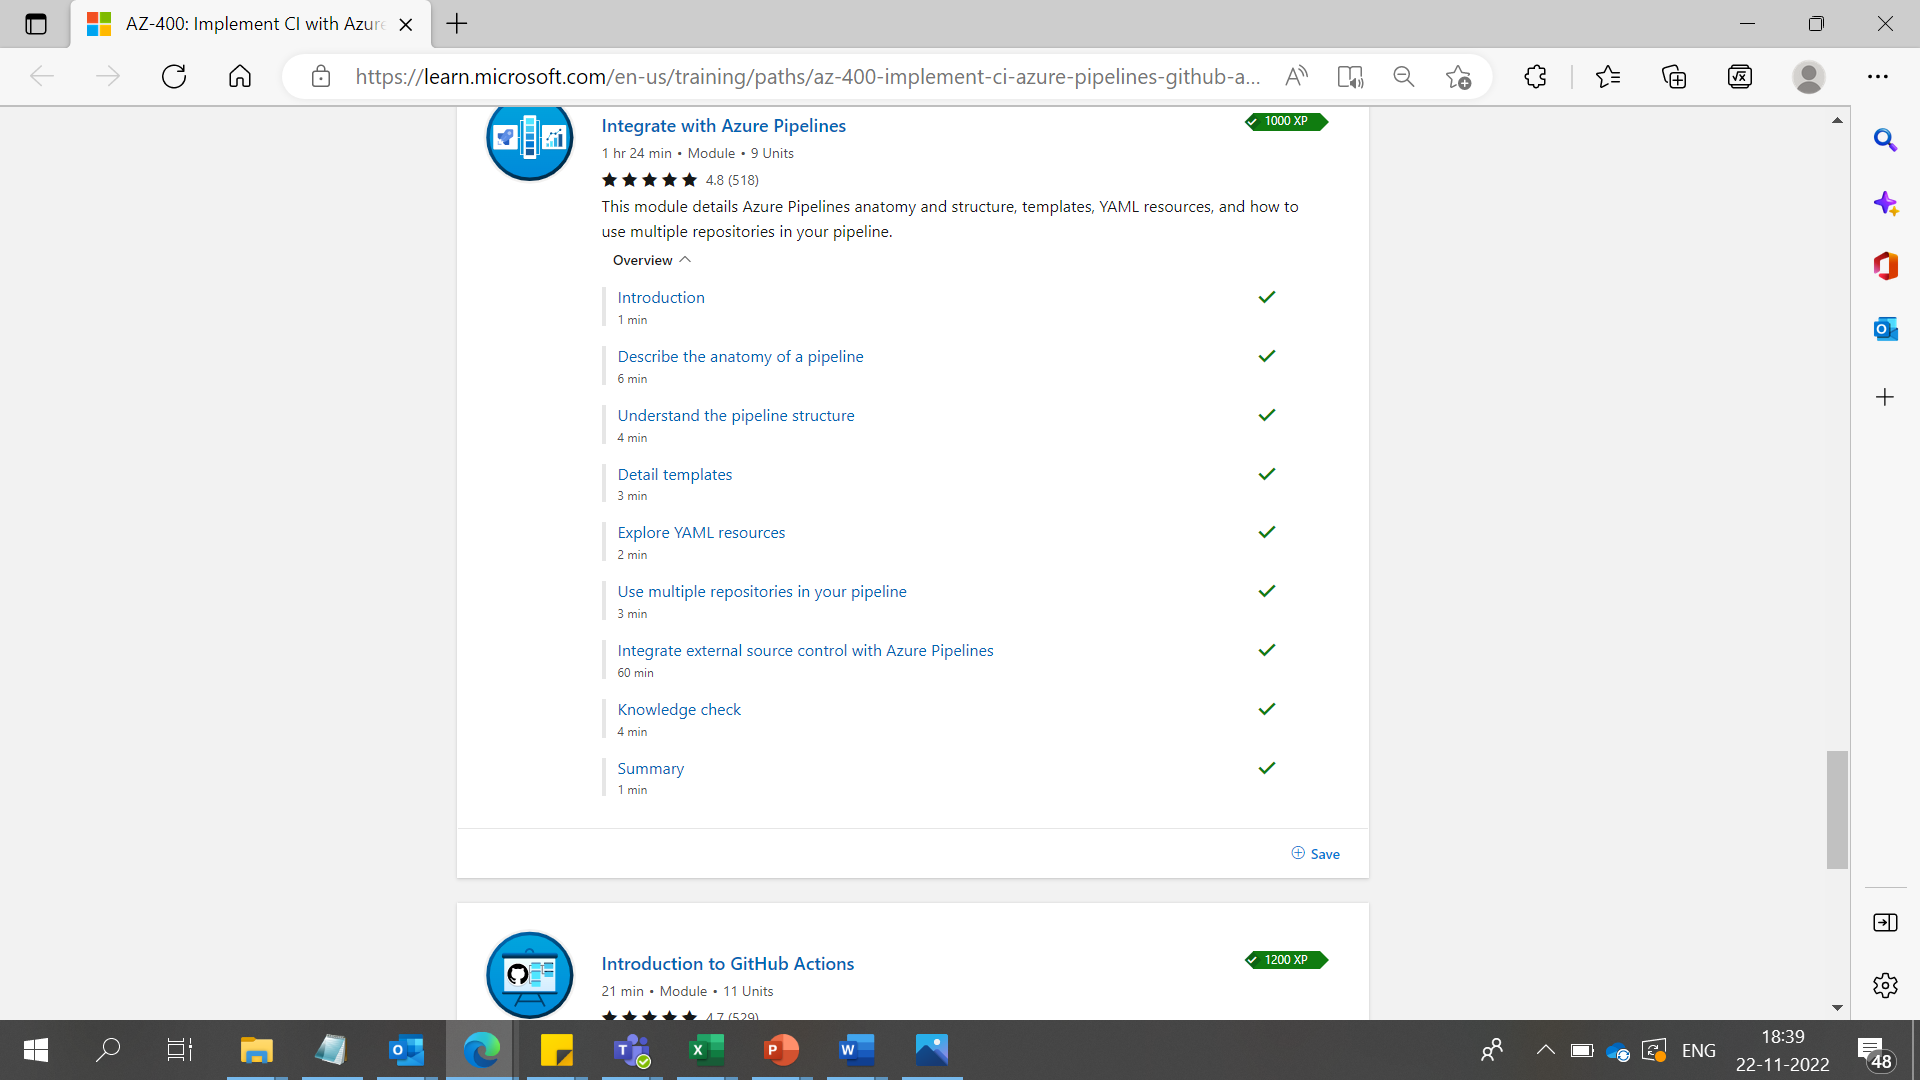 AZ-400: Implement CI with Azure
https://learn.microsoft.com/en-us/training/paths/az-400-implement-ci-azure-pipelines-github-a...
Integrate with Azure Pipelines
1000 XP
1 hr 24 min • Module • 9 Units
4.8 (518)
This module details Azure Pipelines anatomy and structure, templates, YAML resources, and how to
use multiple repositories in your pipeline.
Overview
Introduction
1 min
Describe the anatomy of a pipeline
6 min
Understand the pipeline structure
4 min
Detail templates
3 min
Explore YAML resources
2 min
Use multiple repositories in your pipeline
3 min
Integrate external source control with Azure Pipelines
60 min
Knowledge check
4 min
Summary
1 min
Save
Introduction to GitHub Actions
1200 XP
21 min • Module • 11 Units
4.7 (529)
ENG
18:39
22-11-2022
48